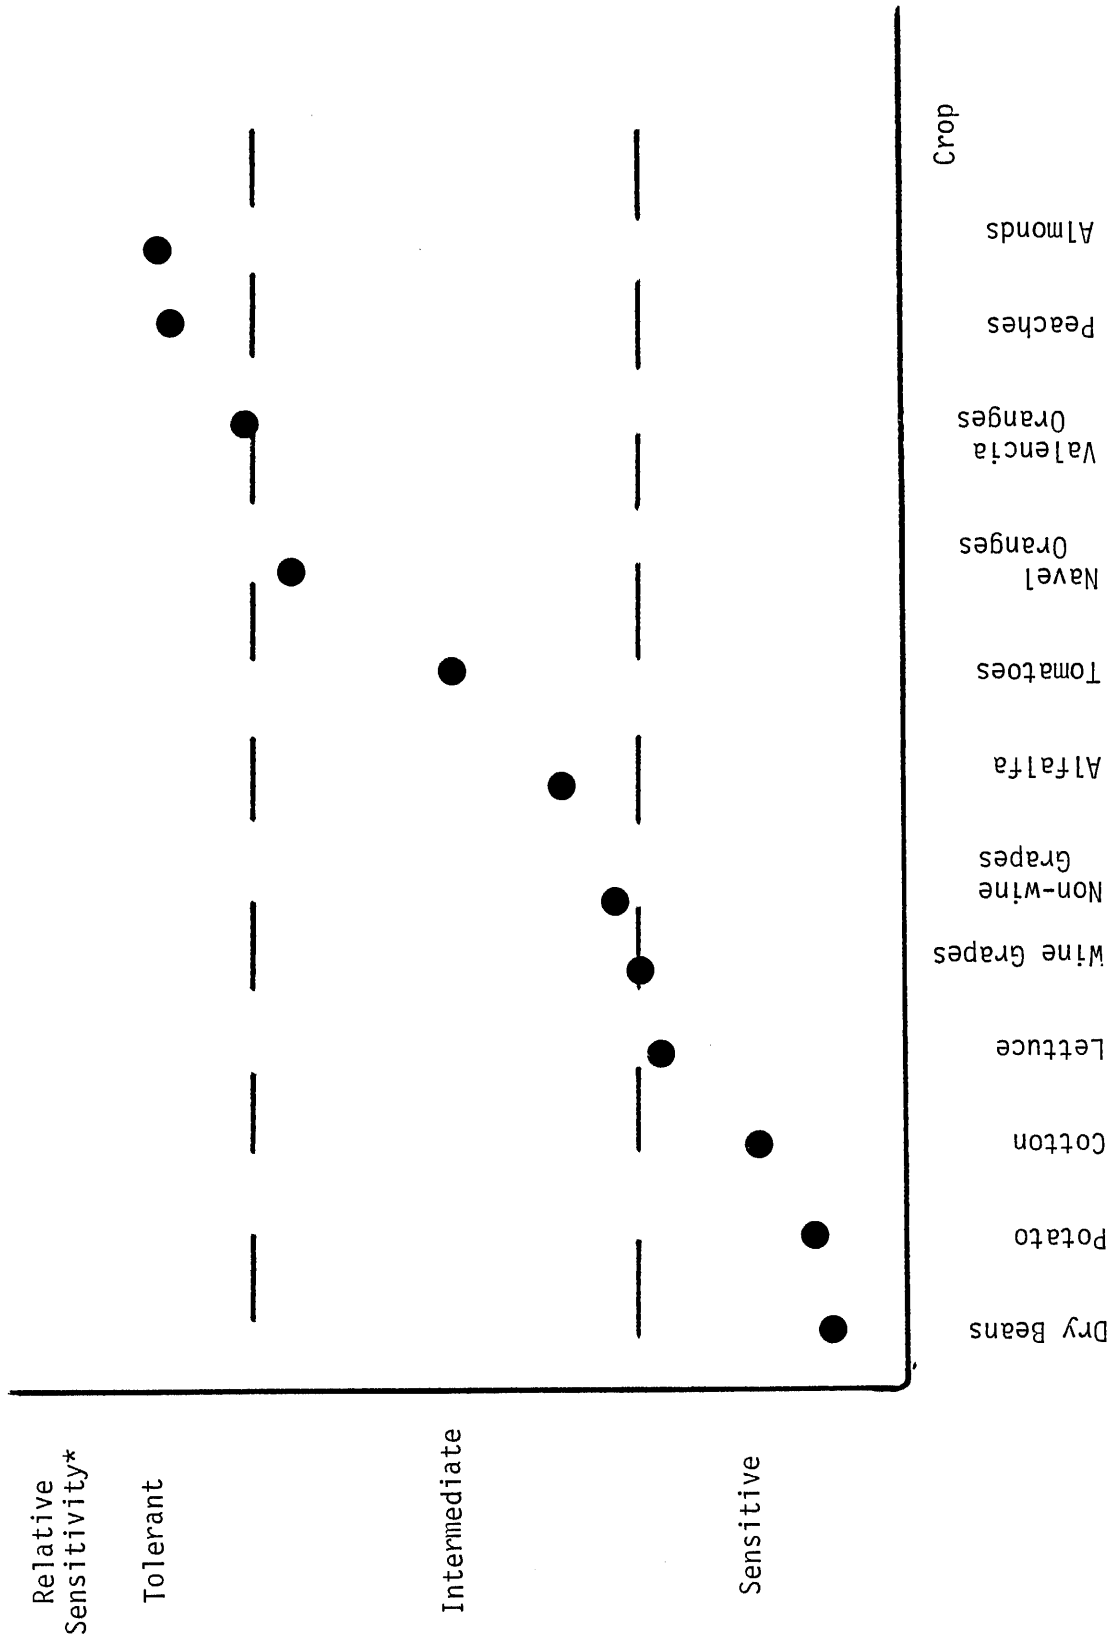 Relative
Sensitivity*
Tolerant
Intermediate
Sensitive
Dry Beans
Potato
Cotton
Lettuce
Wine Grapes
Non-wine
Grapes
Alfalfa
Tomatoes
Navel
Oranges
Valencia
Oranges
Peaches
Almonds
Crop